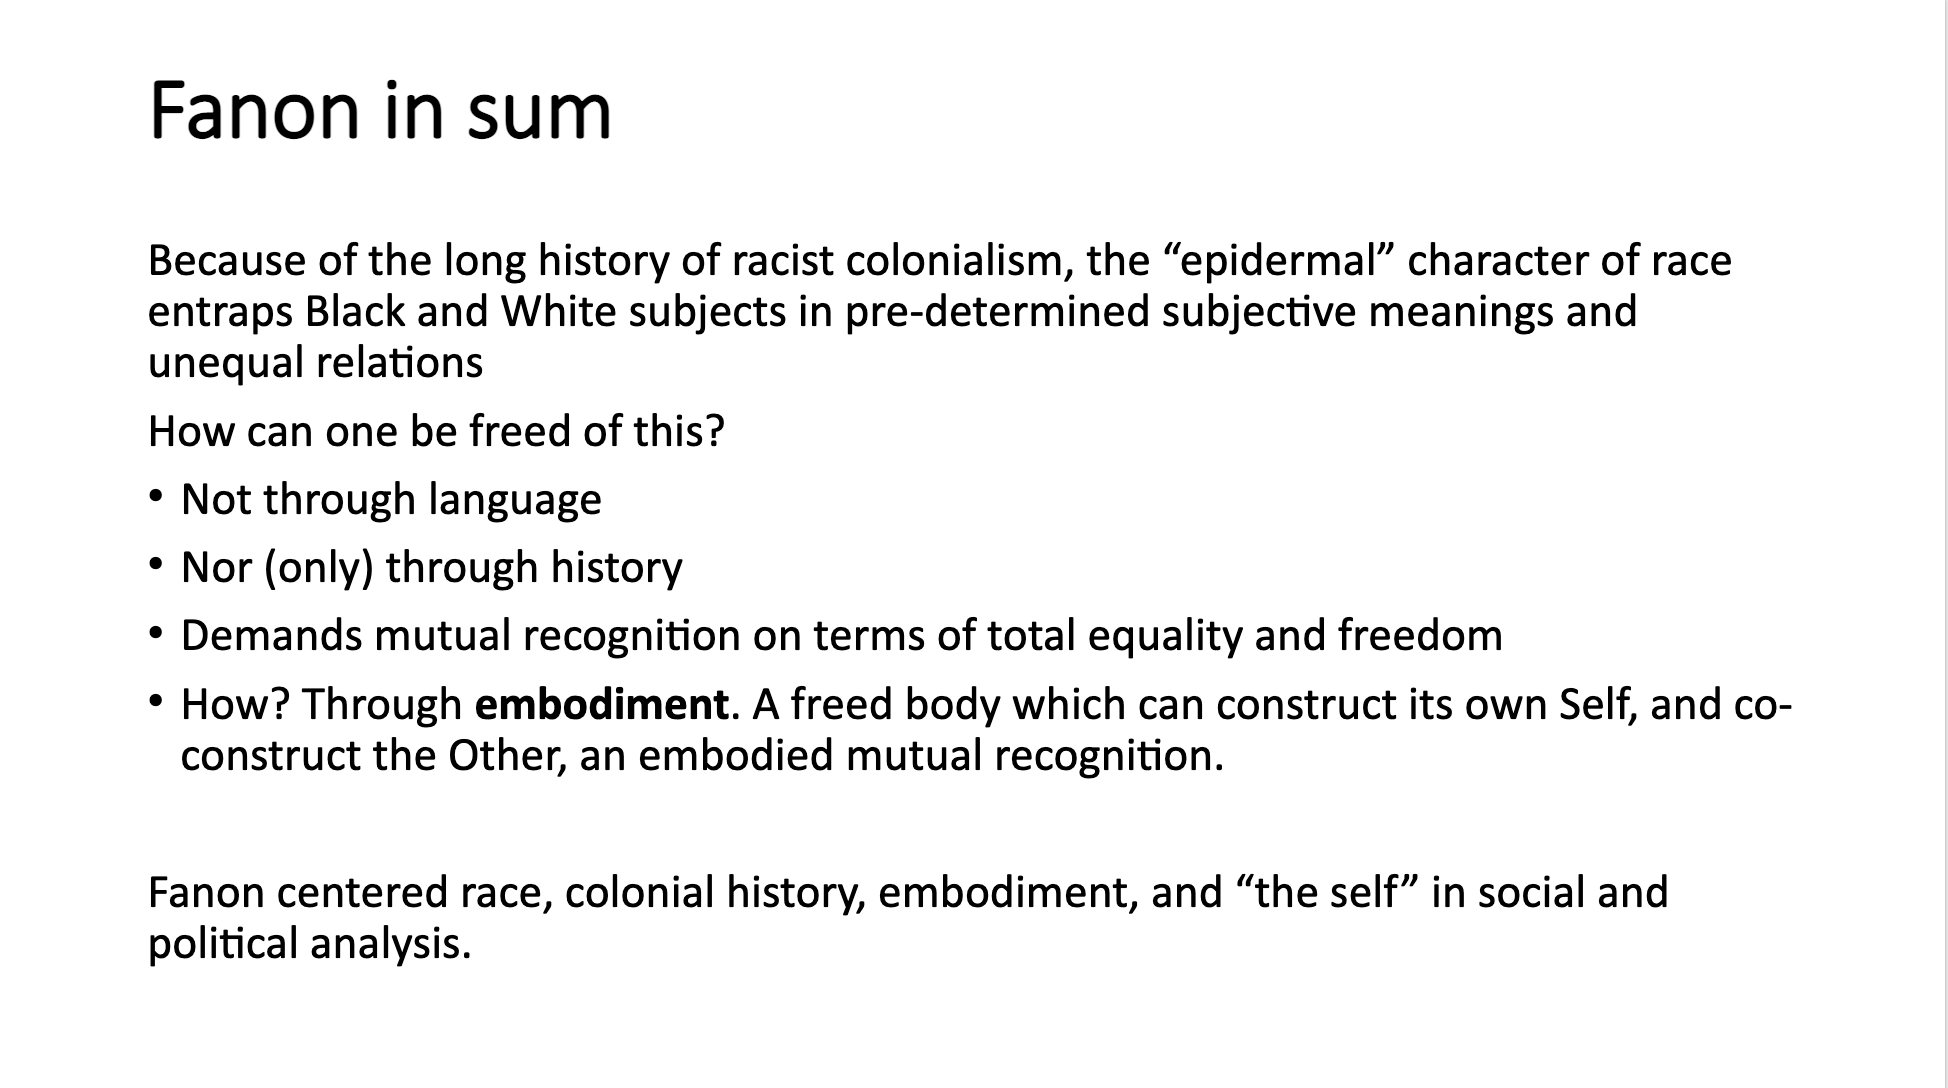 Fanon in sum
Because of the long history of racist colonialism, the “epidermal” character of race
entraps Black and White subjects in pre-determined subjective meanings and
unequal relations
How can one be freed of this?
• Not through language
• Nor (only) through history
• Demands mutual recognition on terms of total equality and freedom
• How? Through embodiment. A freed body which can construct its own Self, and co-
construct the Other, an embodied mutual recognition.
Fanon centered race, colonial history, embodiment, and “the self” in social and
political analysis.